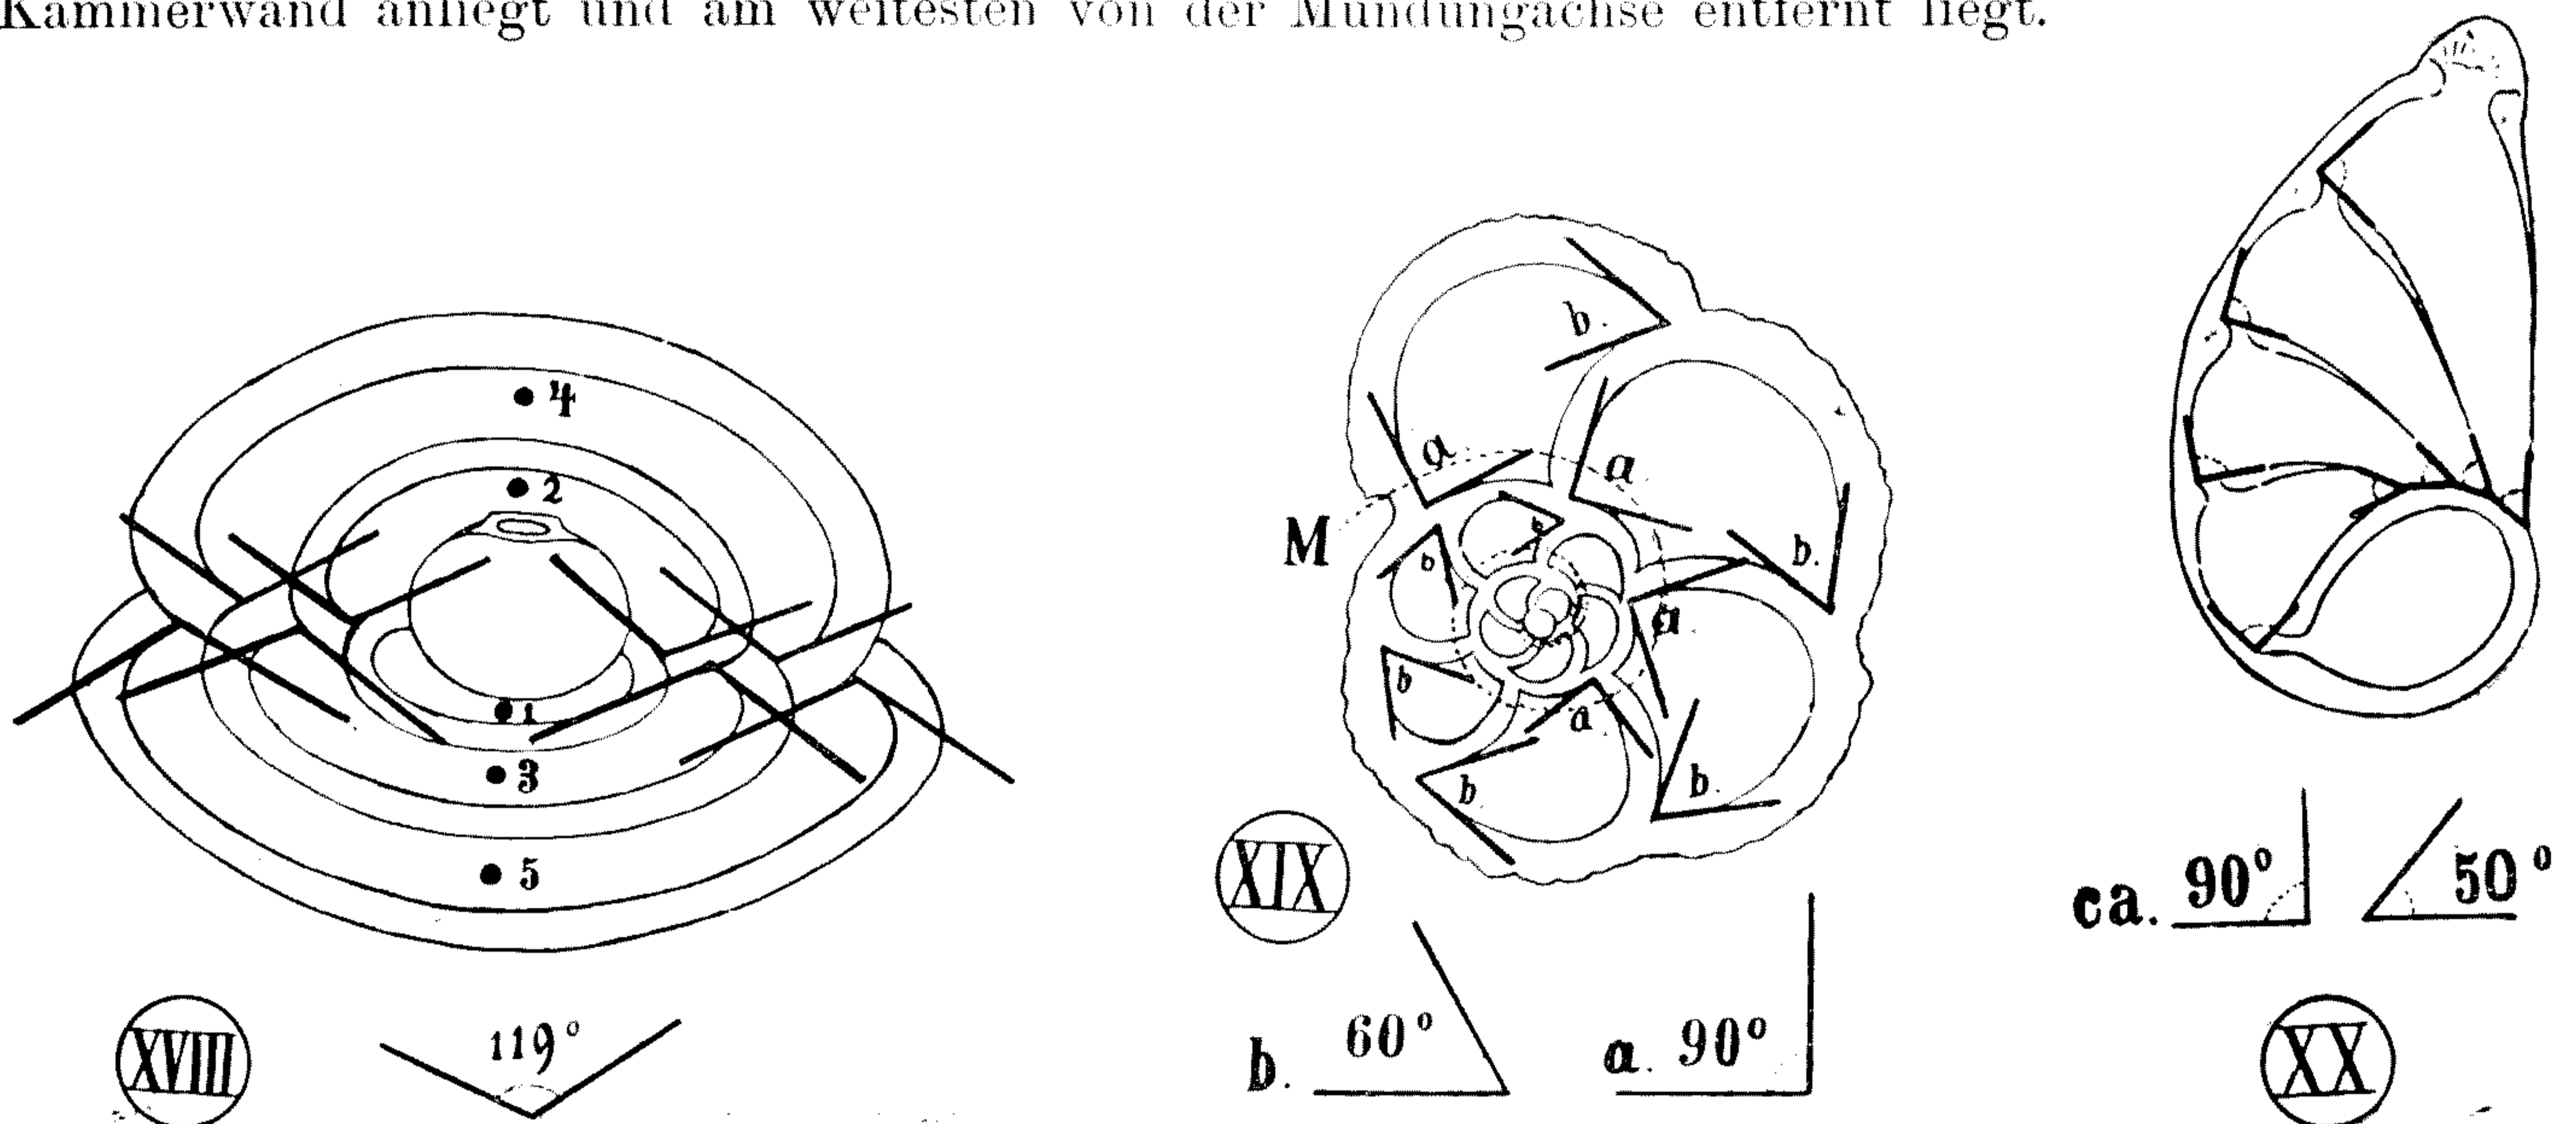 Kammerwand anliegt und am weitesten von der Mündungachse entfernt liegt.
4
2
1
3
5
XVIII
119°
b.
a
a
b.
M
b
b
a
b
a
b
b.
XIX
b. 60°
a. 90°
ca. 90°
50°
XX